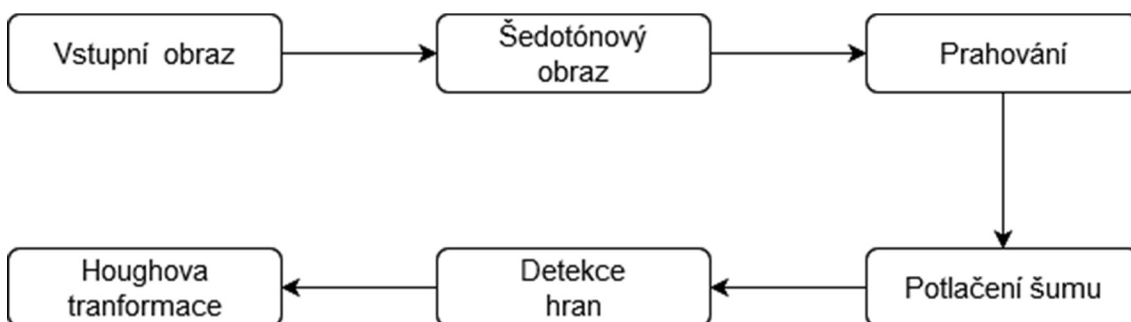 Vstupní obraz
Šedotónový
obraz
Prahování
Potlačení šumu
Detekce
hran
Houghova
tranformace